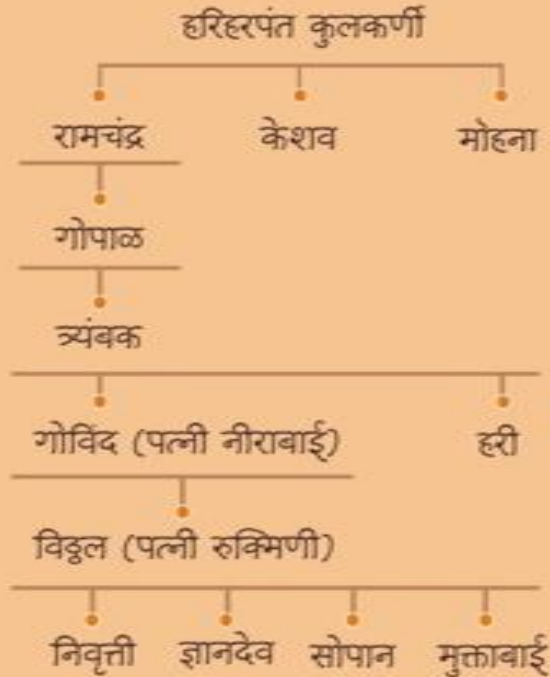 हरिहरपंत कुलकर्णी
रामचंद्र केशव मोहना
गोपाळ
त्र्यंबक
गोविंद (पत्नी नीराबाई) हरी
विठ्ठल (पत्नी रुक्मिणी)
निवृत्ती ज्ञानदेव सोपान मुक्ताबाई